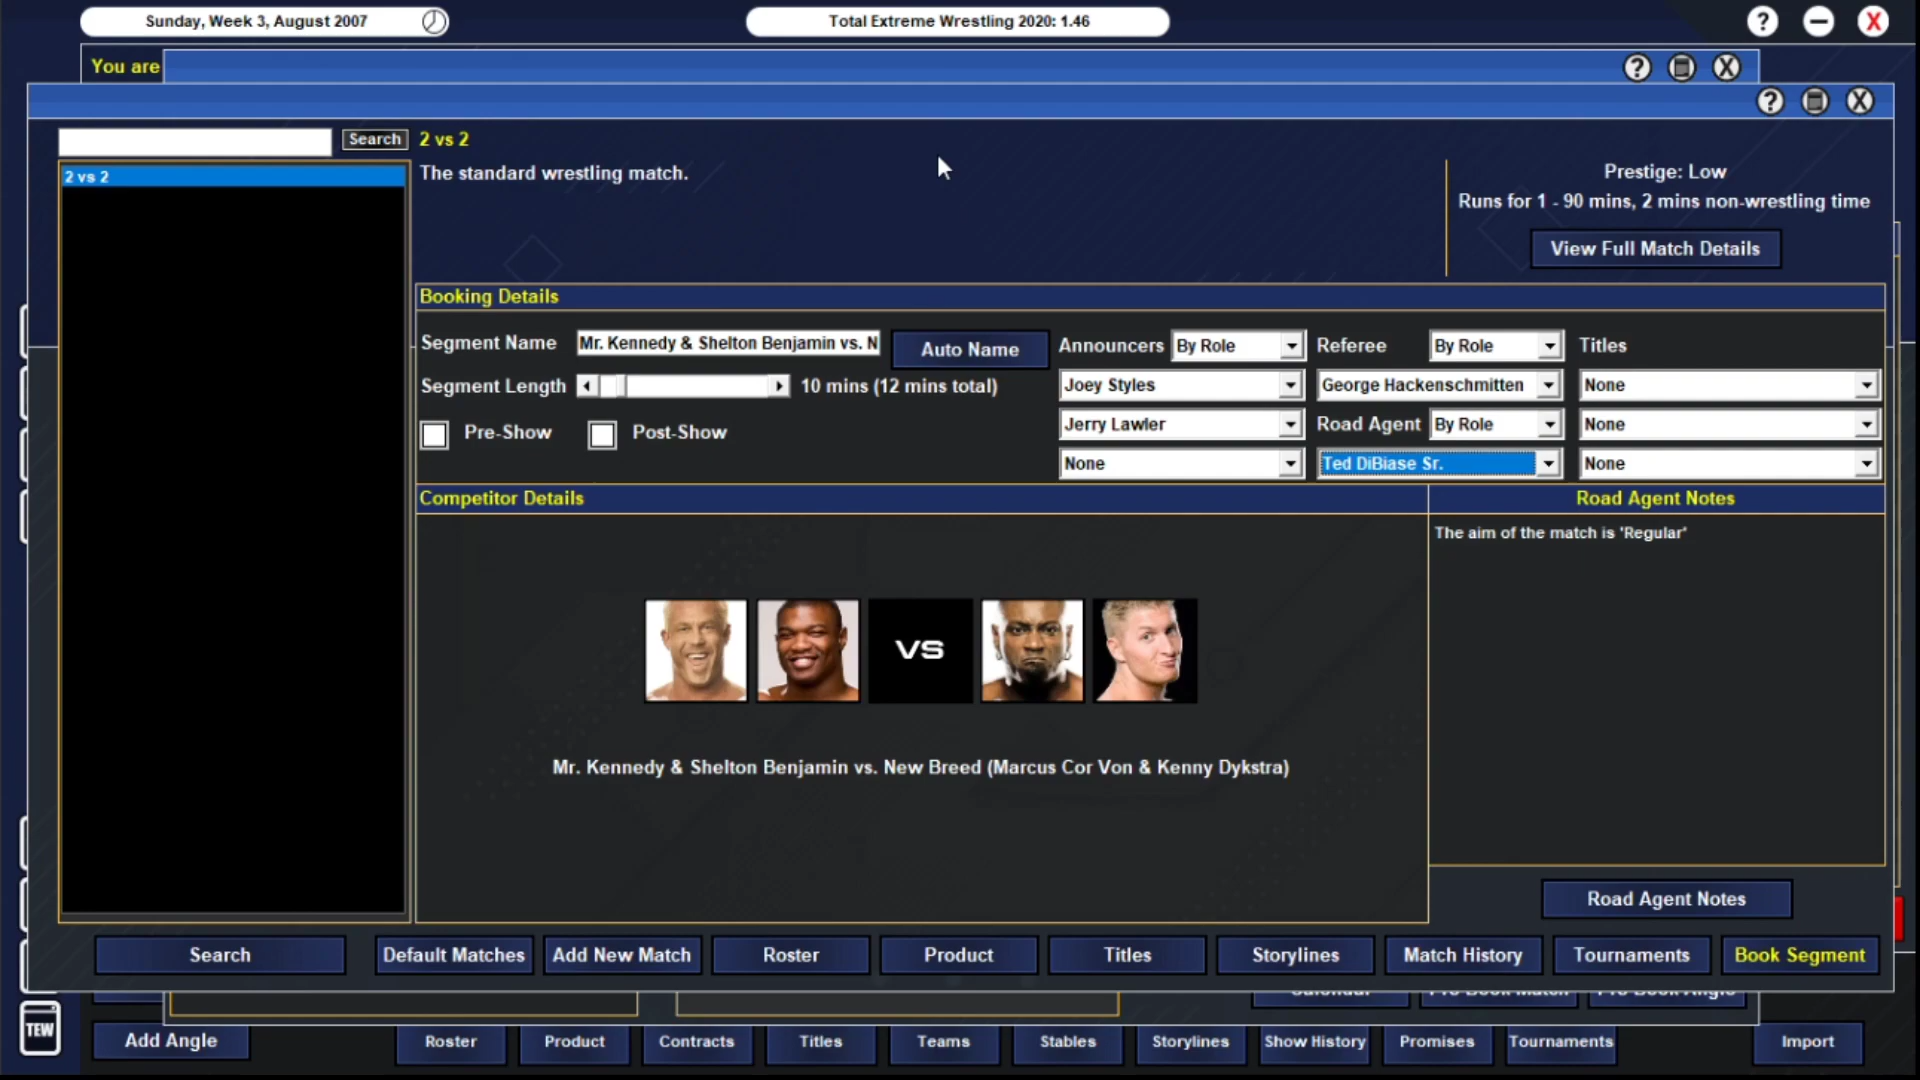 Sunday, Week 3, August 2007
Total Extreme Wrestling 2020: 1.46
? X
You are
? X
? X
Search
2 vs 2
2 vs 2
The standard wrestling match.
Prestige: Low
Runs for 1 - 90 mins, 2 mins non-wrestling time
View Full Match Details
Booking Details
Segment Name
Mr. Kennedy & Shelton Benjamin vs. N
Auto Name
Announcers
By Role
Referee
By Role
Titles
Segment Length
10 mins (12 mins total)
Joey Styles
George Hackenschmitten
None
Pre-Show
Post-Show
Jerry Lawler
Road Agent
By Role
None
None
Ted DiBiase Sr.
None
Competitor Details
Road Agent Notes
The aim of the match is 'Regular'
VS
Mr. Kennedy & Shelton Benjamin vs. New Breed (Marcus Cor Von & Kenny Dykstra)
Road Agent Notes
Search
Default Matches
Add New Match
Roster
Product
Titles
Storylines
Match History
Tournaments
Book Segment
TEW
Add Angle
Roster
Product
Contracts
Titles
Teams
Stables
Storylines
Show History
Promises
Tournaments
Import